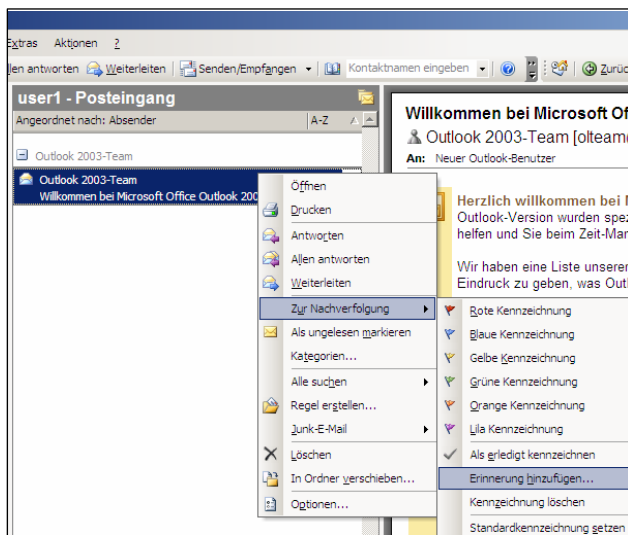 Extras Aktionen ?
llen antworten Weiterleiten Senden/Empfangen Kontaktnamen eingeben Zurüc
user1 - Posteingang
Angeordnet nach: Absender A-Z
Outlook 2003-Team
Outlook 2003-Team
Willkommen bei Microsoft Office Outlook 200
Öffnen
Drucken
Antworten
Allen antworten
Weiterleiten
Zur Nachverfolgung
Als ungelesen markieren
Kategorien...
Alle suchen
Regel erstellen...
Junk-E-Mail
Löschen
In Ordner verschieben...
Optionen...
Rote Kennzeichnung
Blaue Kennzeichnung
Gelbe Kennzeichnung
Grüne Kennzeichnung
Orange Kennzeichnung
Lila Kennzeichnung
Als erledigt kennzeichnen
Erinnerung hinzufügen...
Kennzeichnung löschen
Standardkennzeichnung setzen
Willkommen bei Microsoft Of
Outlook 2003-Team [olteam
An: Neuer Outlook-Benutzer
Herzlich willkommen bei
Outlook-Version wurden spez
helfen und Sie beim Zeit-Mar
Wir haben eine Liste unserer
Eindruck zu geben, was Outl